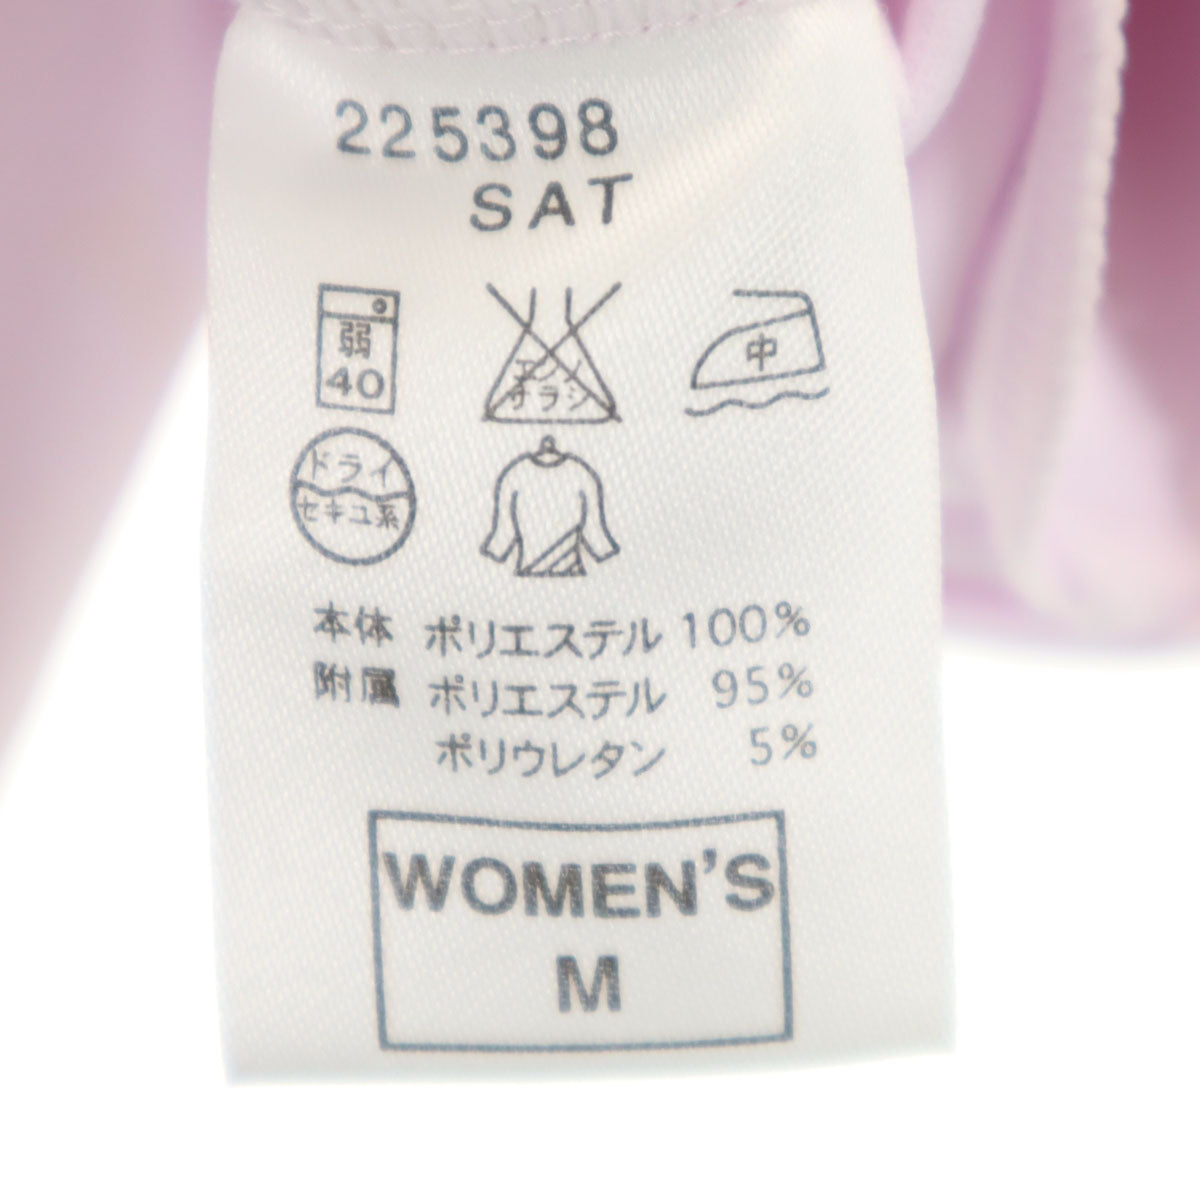 225398
SAT
弱
40
エンソ
サラシ
中
ドライ
セキユ系
本体 ポリエステル 100%
附属 ポリエステル 95%
ポリウレタン 5%
WOMEN'S
M